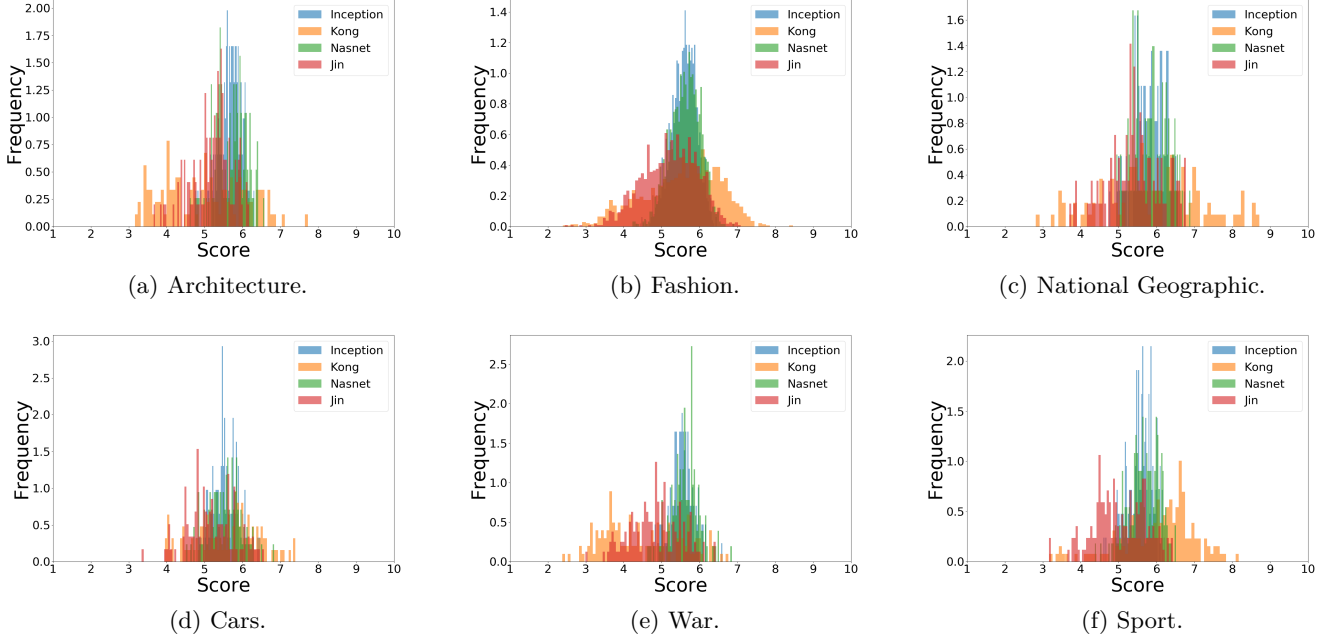 Frequency
2.00
1.75
1.50
1.25
1.00
0.75
0.50
0.25
0.00
1 2 3 4 5 6 7 8 9 10
Score
Inception
Kong
Nasnet
Jin
(a) Architecture.
Frequency
1.4
1.2
1.0
0.8
0.6
0.4
0.2
0.0
1 2 3 4 5 6 7 8 9 10
Score
Inception
Kong
Nasnet
Jin
(b) Fashion.
Frequency
1.6
1.4
1.2
1.0
0.8
0.6
0.4
0.2
0.0
1 2 3 4 5 6 7 8 9 10
Score
Inception
Kong
Nasnet
Jin
(c) National Geographic.
Frequency
3.0
2.5
2.0
1.5
1.0
0.5
0.0
1 2 3 4 5 6 7 8 9 10
Score
Inception
Kong
Nasnet
Jin
(d) Cars.
Frequency
2.5
2.0
1.5
1.0
0.5
0.0
1 2 3 4 5 6 7 8 9 10
Score
Inception
Kong
Nasnet
Jin
(e) War.
Frequency
2.0
1.5
1.0
0.5
0.0
1 2 3 4 5 6 7 8 9 10
Score
Inception
Kong
Nasnet
Jin
(f) Sport.